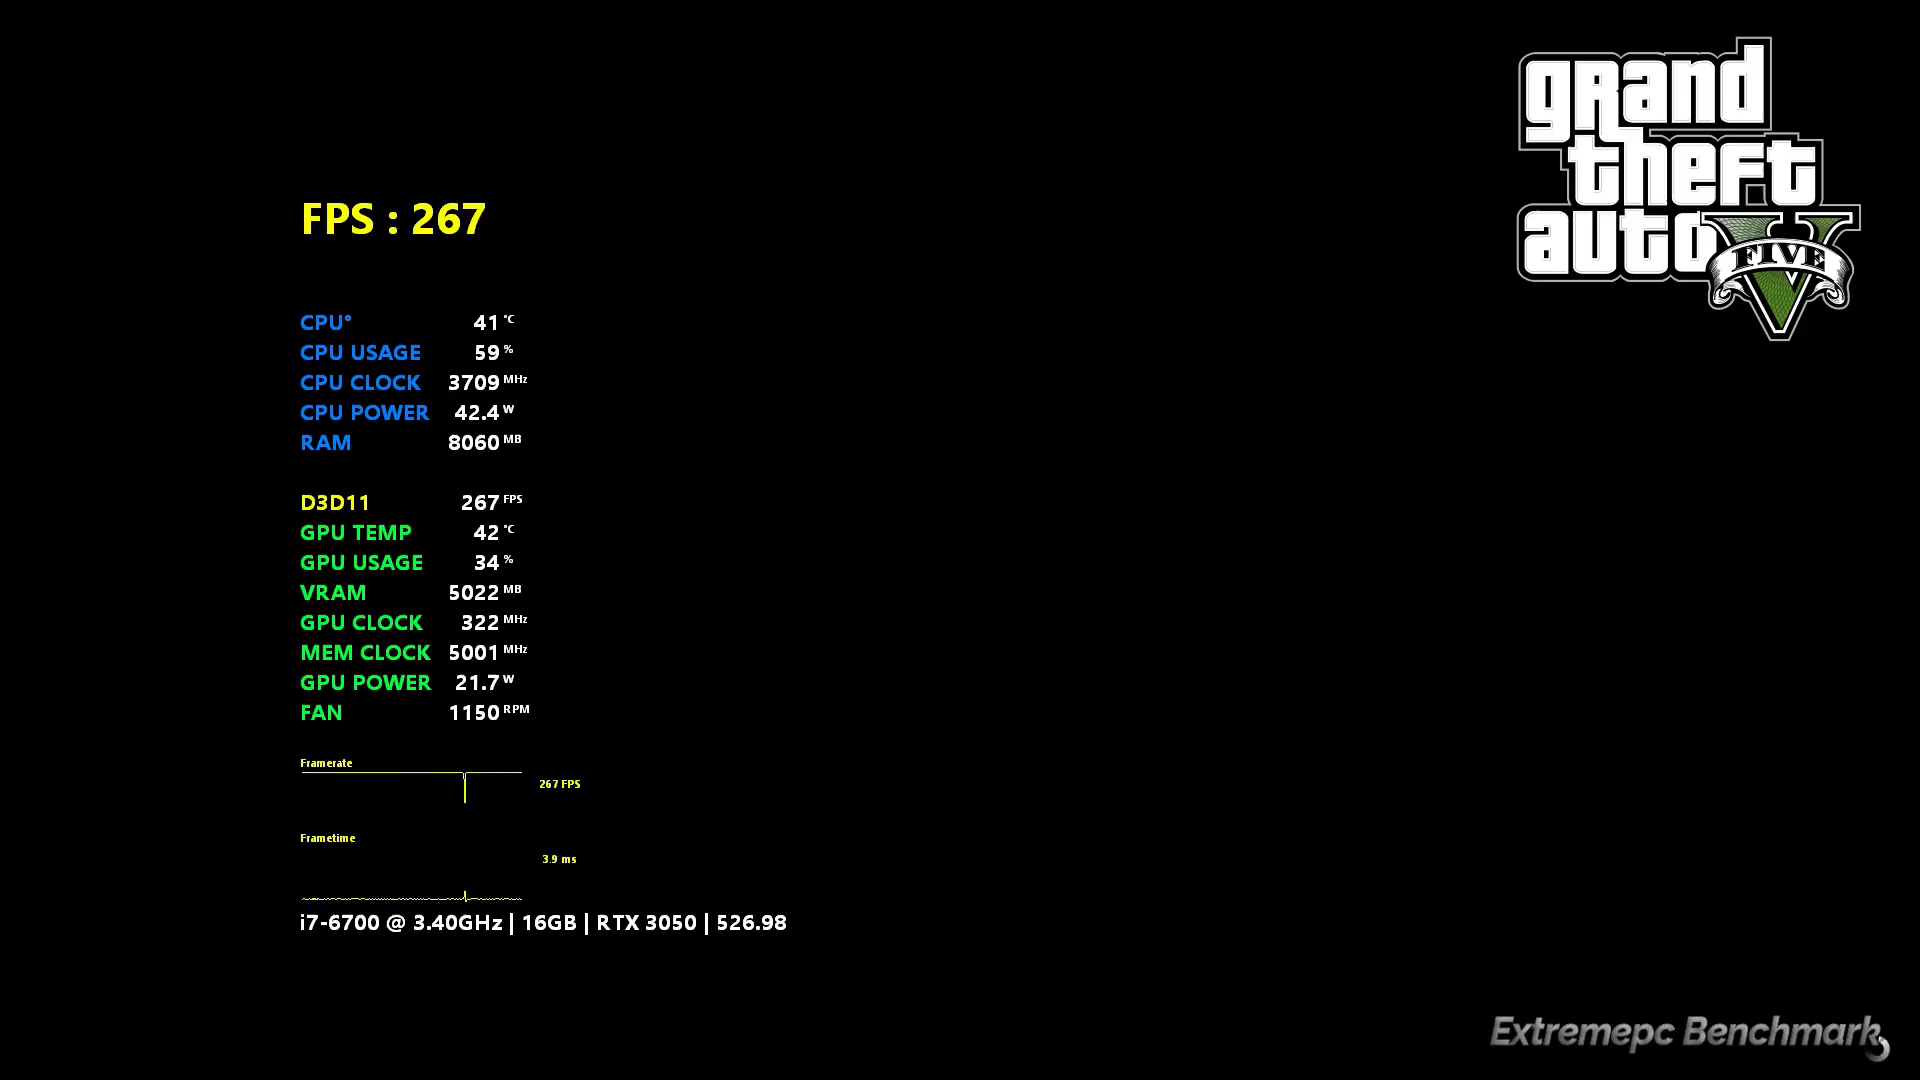 grand
theft
auto V
FIVE
FPS : 267
CPU° 41 °C
CPU USAGE 59 %
CPU CLOCK 3709 MHz
CPU POWER 42.4 W
RAM 8060 MB
D3D11 267 FPS
GPU TEMP 42 °C
GPU USAGE 34 %
VRAM 5022 MB
GPU CLOCK 322 MHz
MEM CLOCK 5001 MHz
GPU POWER 21.7 W
FAN 1150 RPM
Framerate
267 FPS
Frametime
3.9 ms
i7-6700 @ 3.40GHz | 16GB | RTX 3050 | 526.98
Extremepc Benchmark